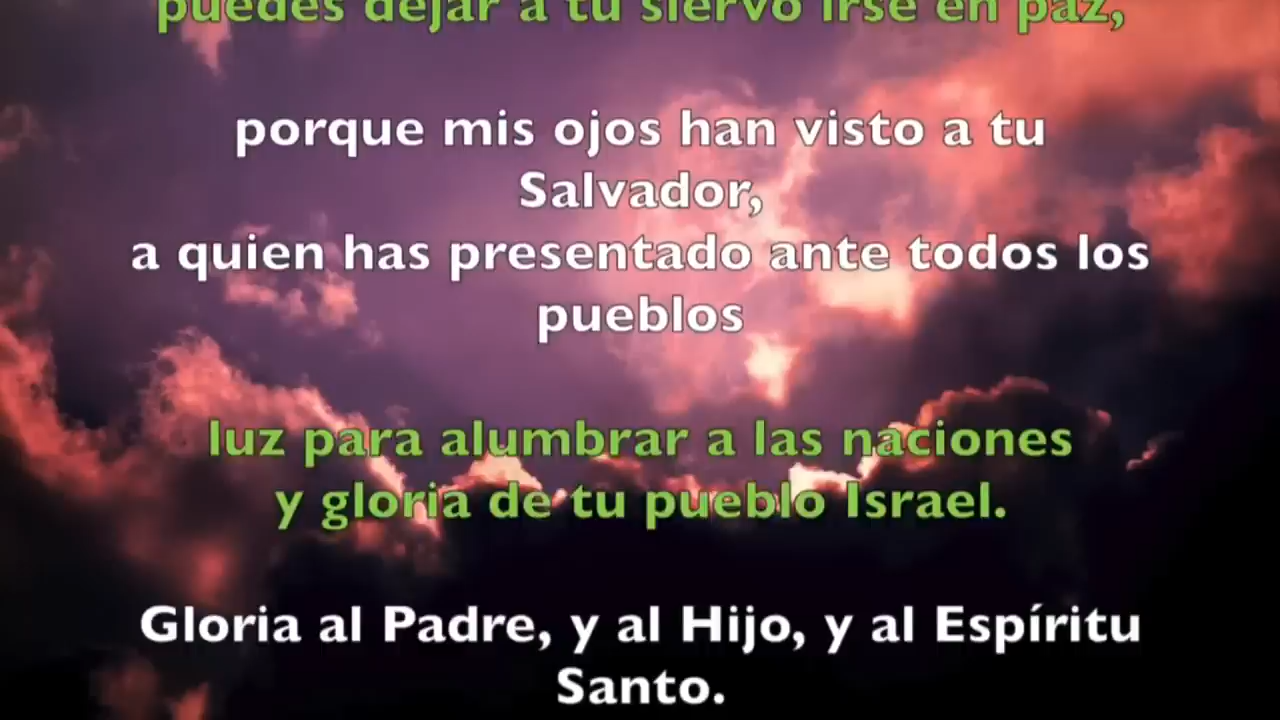 puedes dejar a tu siervo irse en paz,
porque mis ojos han visto a tu
Salvador,
a quien has presentado ante todos los
pueblos
luz para alumbrar a las naciones
y gloria de tu pueblo Israel.
Gloria al Padre, y al Hijo, y al Espíritu
Santo.